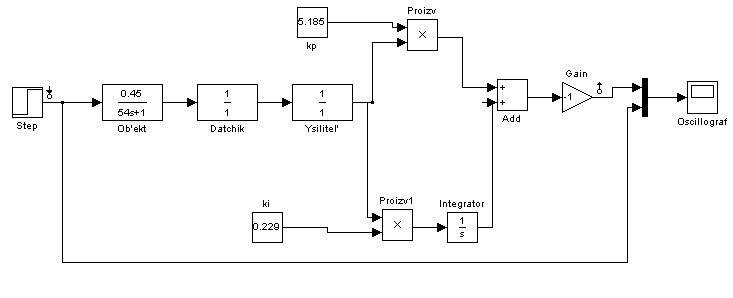 Proizv
5.185
kp
×
Gain
Step
0.45
54s+1
Ob'ekt
1
1
Datchik
1
1
Ysilitel'
+
+
Add
-1
Oscillograf
ki
0.229
Proizv1
×
Integrator
1
s